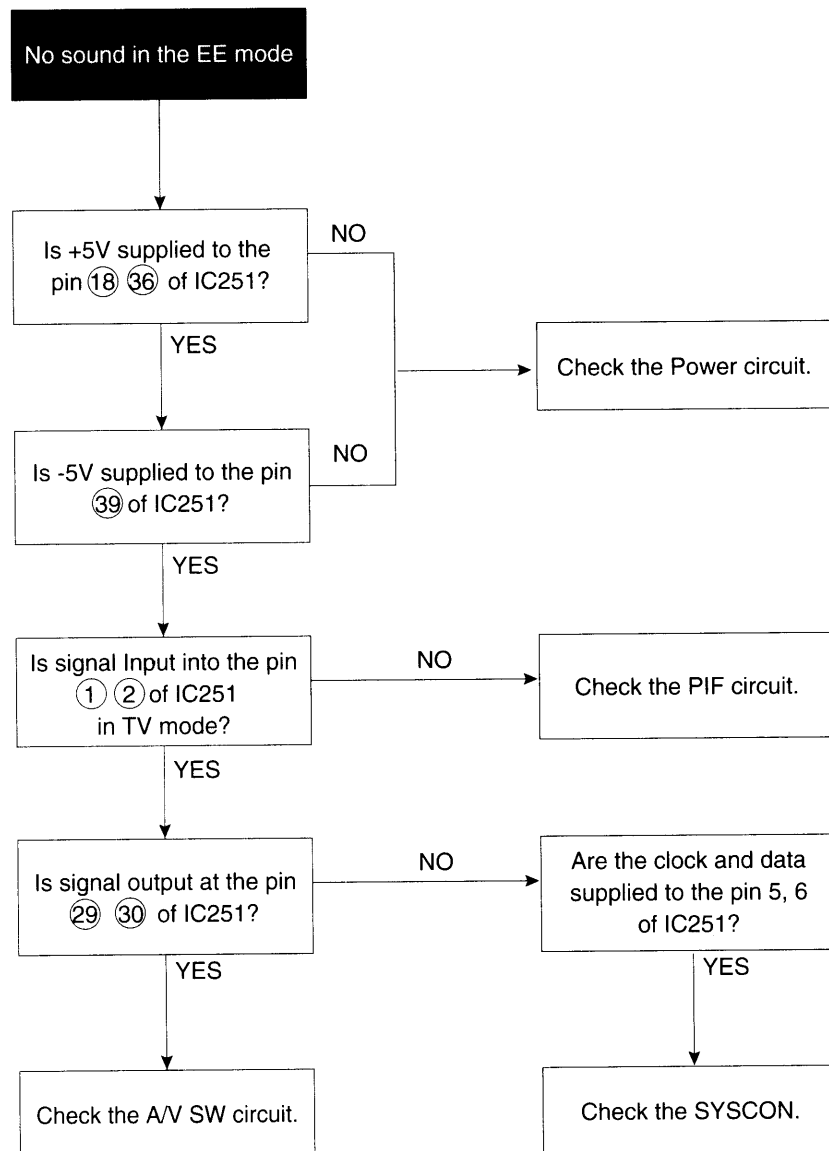 No sound in the EE mode
Is +5V supplied to the
pin 18 36 of IC251?
NO
YES
Check the Power circuit.
Is -5V supplied to the pin
39 of IC251?
NO
YES
Is signal Input into the pin
1 2 of IC251
in TV mode?
NO
Check the PIF circuit.
YES
Is signal output at the pin
29 30 of IC251?
NO
Are the clock and data
supplied to the pin 5, 6
of IC251?
YES
YES
Check the A/V SW circuit.
Check the SYSCON.